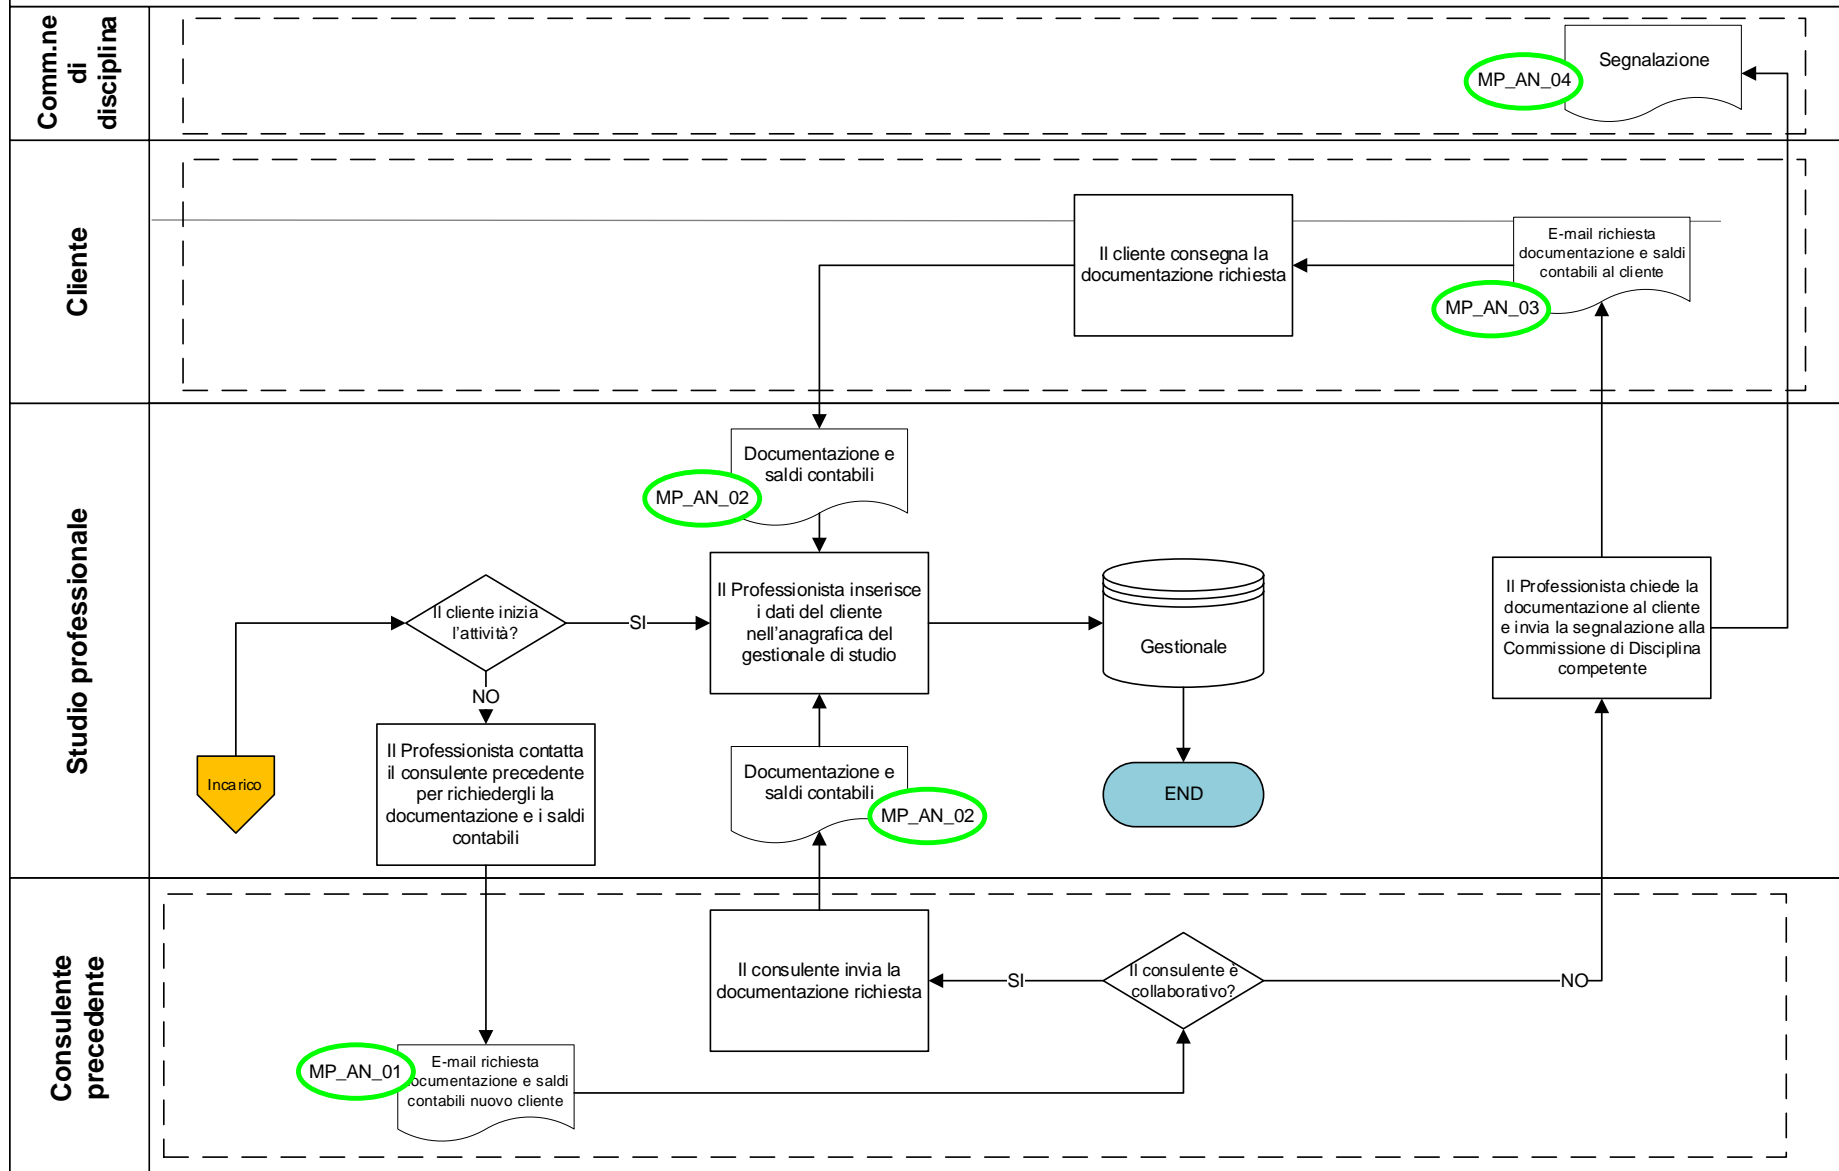 Comm.ne
di
disciplina
Segnalazione
MP_AN_04
Cliente
Il cliente consegna la
documentazione richiesta
E-mail richiesta
documentazione e saldi
contabili al cliente
MP_AN_03
Studio professionale
Documentazione e
saldi contabili
MP_AN_02
Il cliente inizia
l'attività?
SI
NO
Il Professionista inserisce
i dati del cliente
nell'anagrafica del
gestionale di studio
Gestionale
Il Professionista chiede la
documentazione al cliente
e invia la segnalazione alla
Commissione di Disciplina
competente
Incarico
Il Professionista contatta
il consulente precedente
per richiedergli la
documentazione e i saldi
contabili
Documentazione e
saldi contabili
MP_AN_02
END
Consulente
precedente
Il consulente invia la
documentazione richiesta
SI
Il consulente è
collaborativo?
NO
MP_AN_01
E-mail richiesta
documentazione e saldi
contabili nuovo cliente